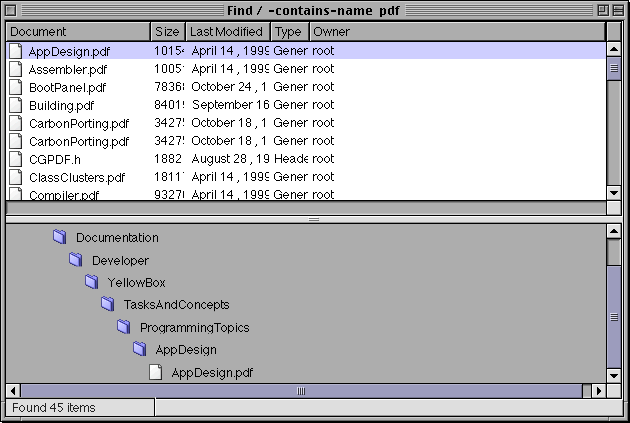 Find / -contains-name pdf
Document Size Last Modified Type Owner
AppDesign.pdf 1015 April 14, 1999 Gener root
Assembler.pdf 1005 April 14, 1999 Gener root
BootPanel.pdf 7836 October 24, 1 Gener root
Building.pdf 8401 September 16 Gener root
CarbonPorting.pdf 3427 October 18, 1 Gener root
CarbonPorting.pdf 3427 October 18, 1 Gener root
CGPDF.h 1882 August 28, 19 Heade root
ClassClusters.pdf 1811 April 14, 1999 Gener root
Compiler.pdf 9327 April 14, 1999 Gener root
Documentation
Developer
YellowBox
TasksAndConcepts
ProgrammingTopics
AppDesign
AppDesign.pdf
Found 45 items